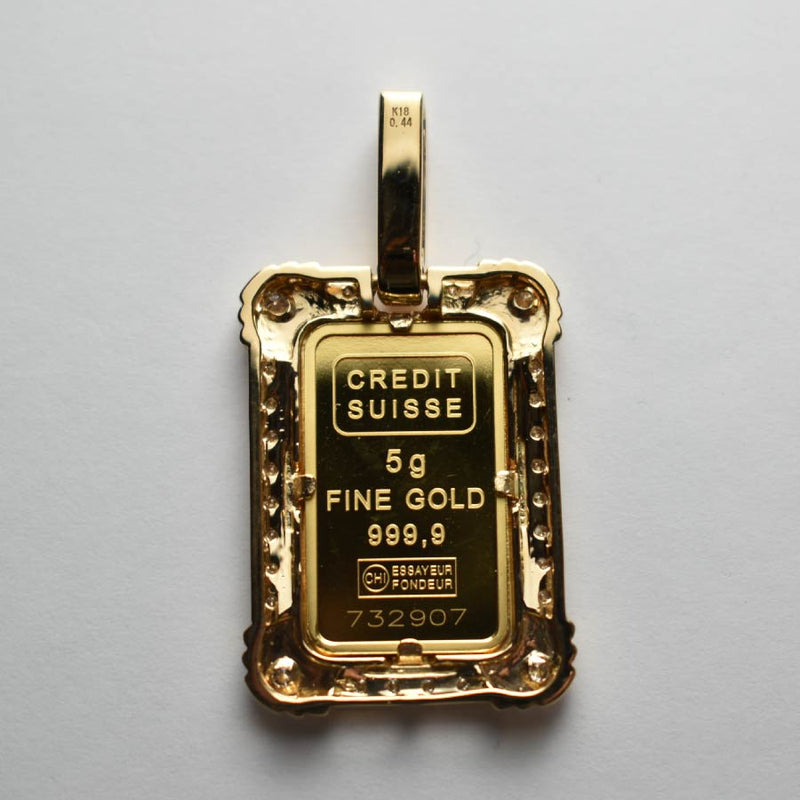 K18
0.44
CREDIT
SUISSE
5g
FINE GOLD
999,9
CHI ESSAYEUR
FONDEUR
732907